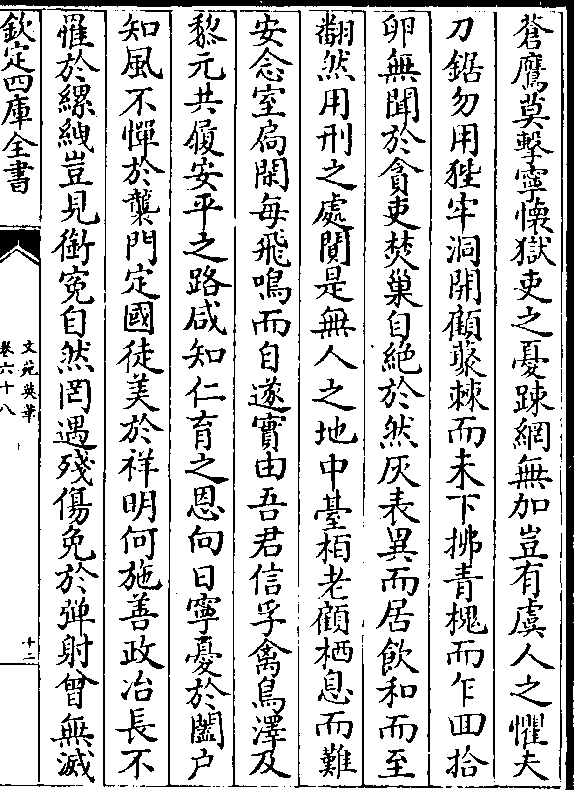 蒼鷹莫擊寧懷獄吏之憂踈網無加豈有虞人之懼夫
刀鋸勿用狴牢洞開顧藂棘而未下拂青槐而乍囬拾
卵無聞於貪吏焚巢自絕於然灰表異而居飲和而至
翻然用刑之處閴是無人之地中臺栢老顧栖息而難
安念室扃閑每飛鳴而自遂實由吾君信孚禽鳥澤及
黎元共履安平之路咸知仁育之恩向日寧憂於闔户
知風不憚於襲門定國徒美於祥明何施善政冶長不
罹於縲絏豈見銜寃自然罔遇殘傷免於弹射曾無滅
欽定四庫全書
文苑英華
卷六十八
十二